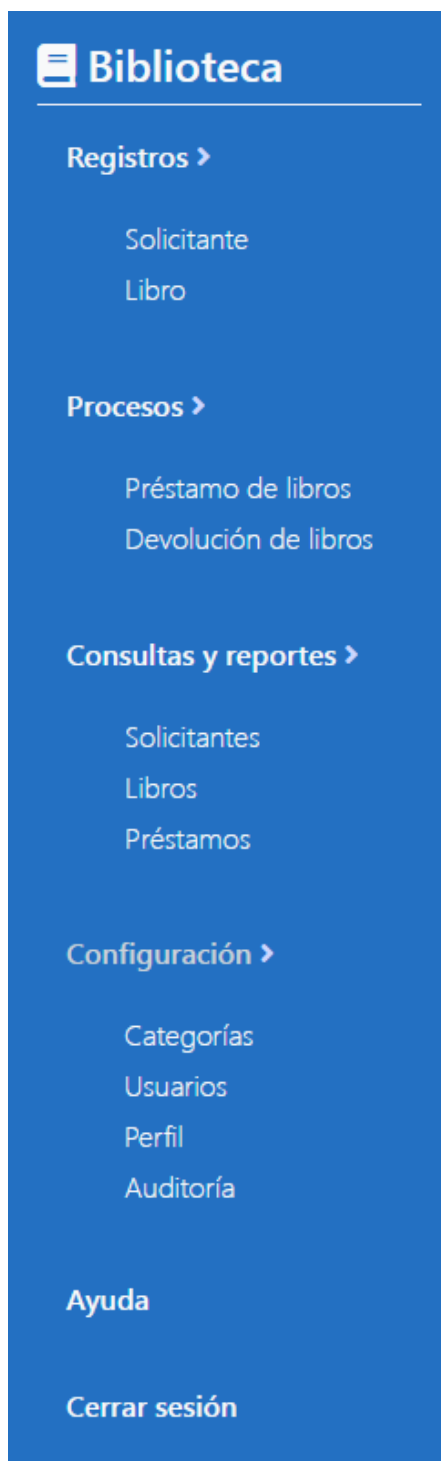 Biblioteca
Registros
Solicitante
Libro
Procesos
Préstamo de libros
Devolución de libros
Consultas y reportes
Solicitantes
Libros
Préstamos
Configuración
Categorías
Usuarios
Perfil
Auditoría
Ayuda
Cerrar sesión